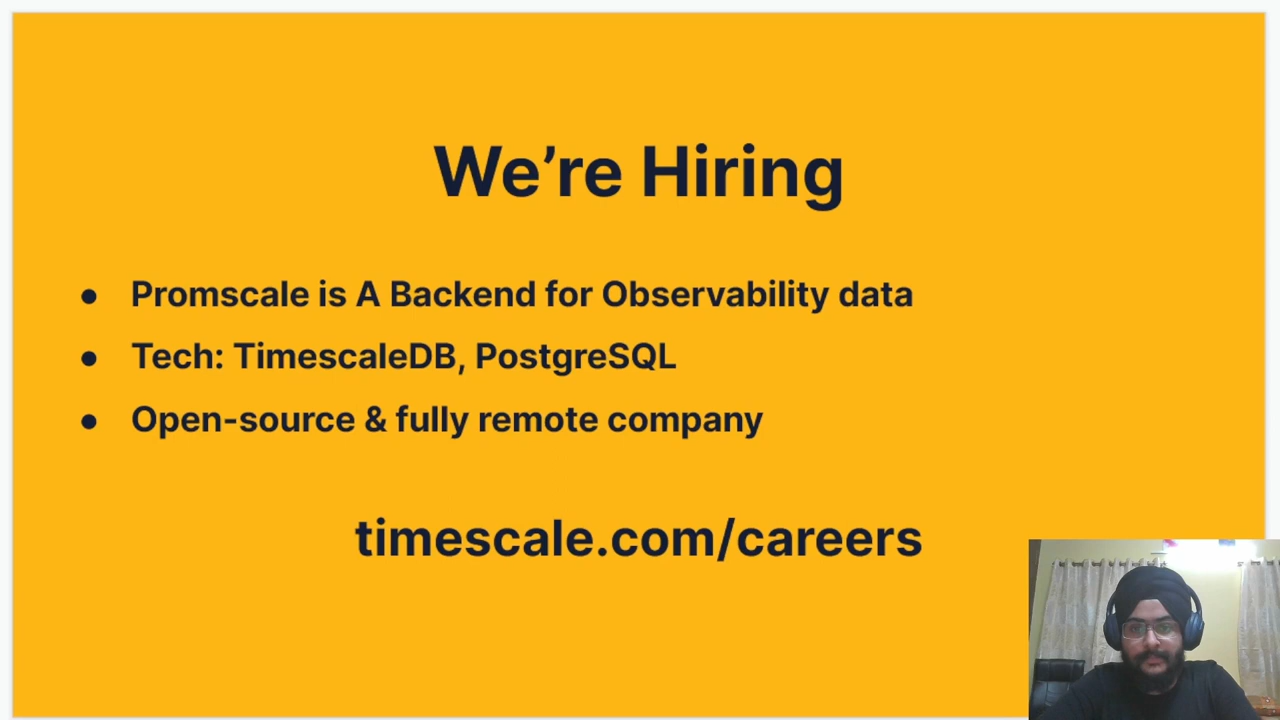 We’re Hiring
● Promscale is A Backend for Observability data
● Tech: TimescaleDB, PostgreSQL
● Open-source & fully remote company
timescale.com/careers